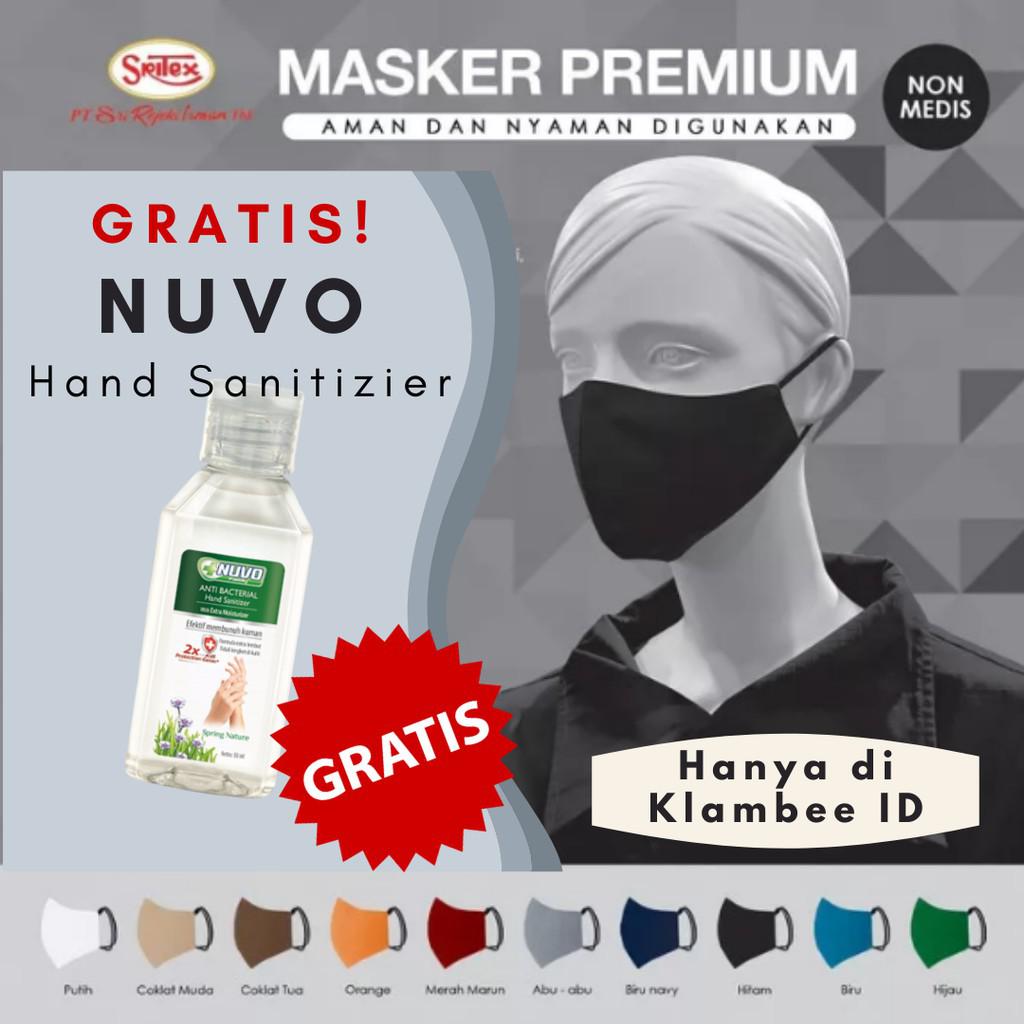 SRITex
PT Sri Rejeki Isman Tbk
MASKER PREMIUM
AMAN DAN NYAMAN DIGUNAKAN
NON
MEDIS
GRATIS!
NUVO
Hand Sanitizier
NUVO
ANTI BACTERIAL
Hand Sanitizer
Efektif membunuh kuman
2x
Spring Nature
GRATIS
Hanya di
Klambee ID
Putih
Coklat Muda
Coklat Tua
Orange
Merah Marun
Abu - abu
Biru navy
Hitam
Biru
Hijau